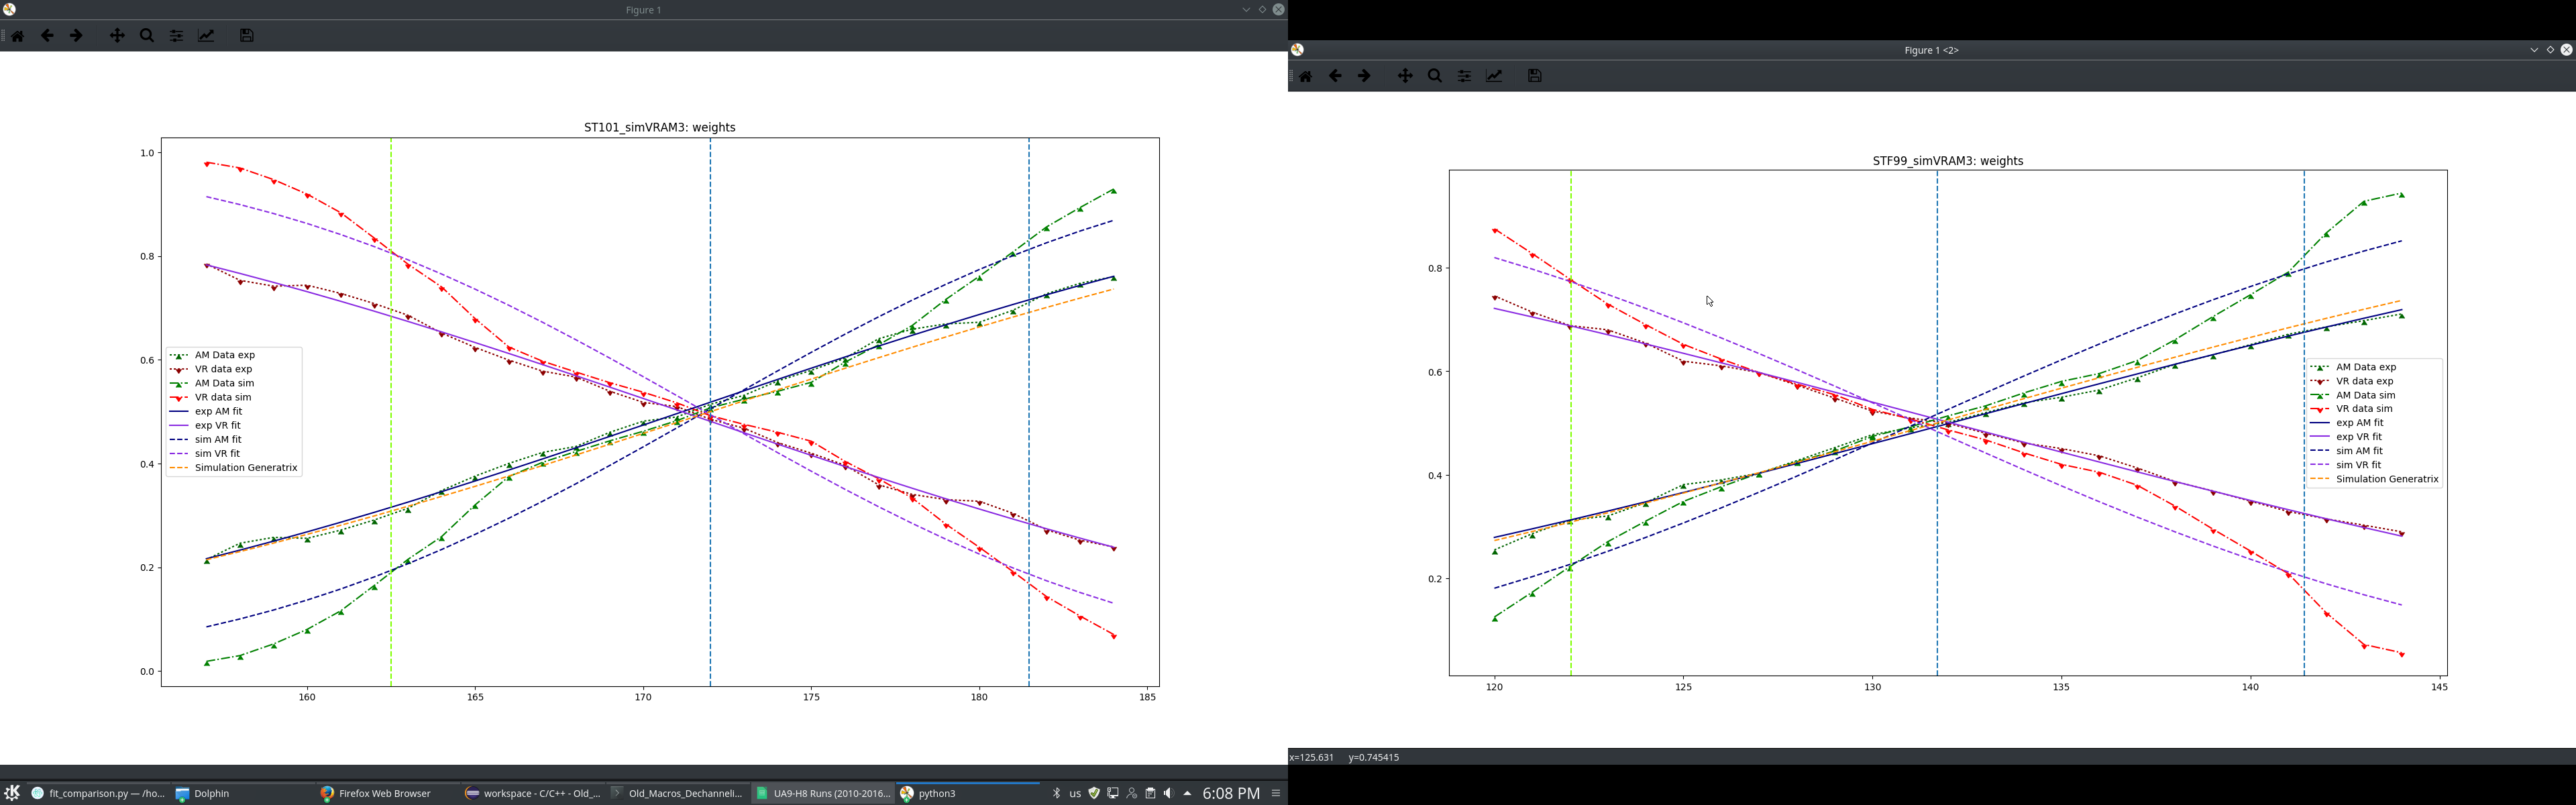 Figure 1
ST101_simVRAM3: weights
1.0
0.8
0.6
0.4
0.2
0.0
160
165
170
175
180
185
AM Data exp
VR data exp
AM Data sim
VR data sim
exp AM fit
exp VR fit
sim AM fit
sim VR fit
Simulation Generatrix
fit_comparison.py — /ho...
Dolphin
Firefox Web Browser
workspace - C/C++ - Old_...
Old_Macros_Dechanneli...
UA9-H8 Runs (2010-2016...
python3
us
6:08 PM
Figure 1 <2>
STF99_simVRAM3: weights
0.8
0.6
0.4
0.2
120
125
130
135
140
145
AM Data exp
VR data exp
AM Data sim
VR data sim
exp AM fit
exp VR fit
sim AM fit
sim VR fit
Simulation Generatrix
x=125.631 y=0.745415